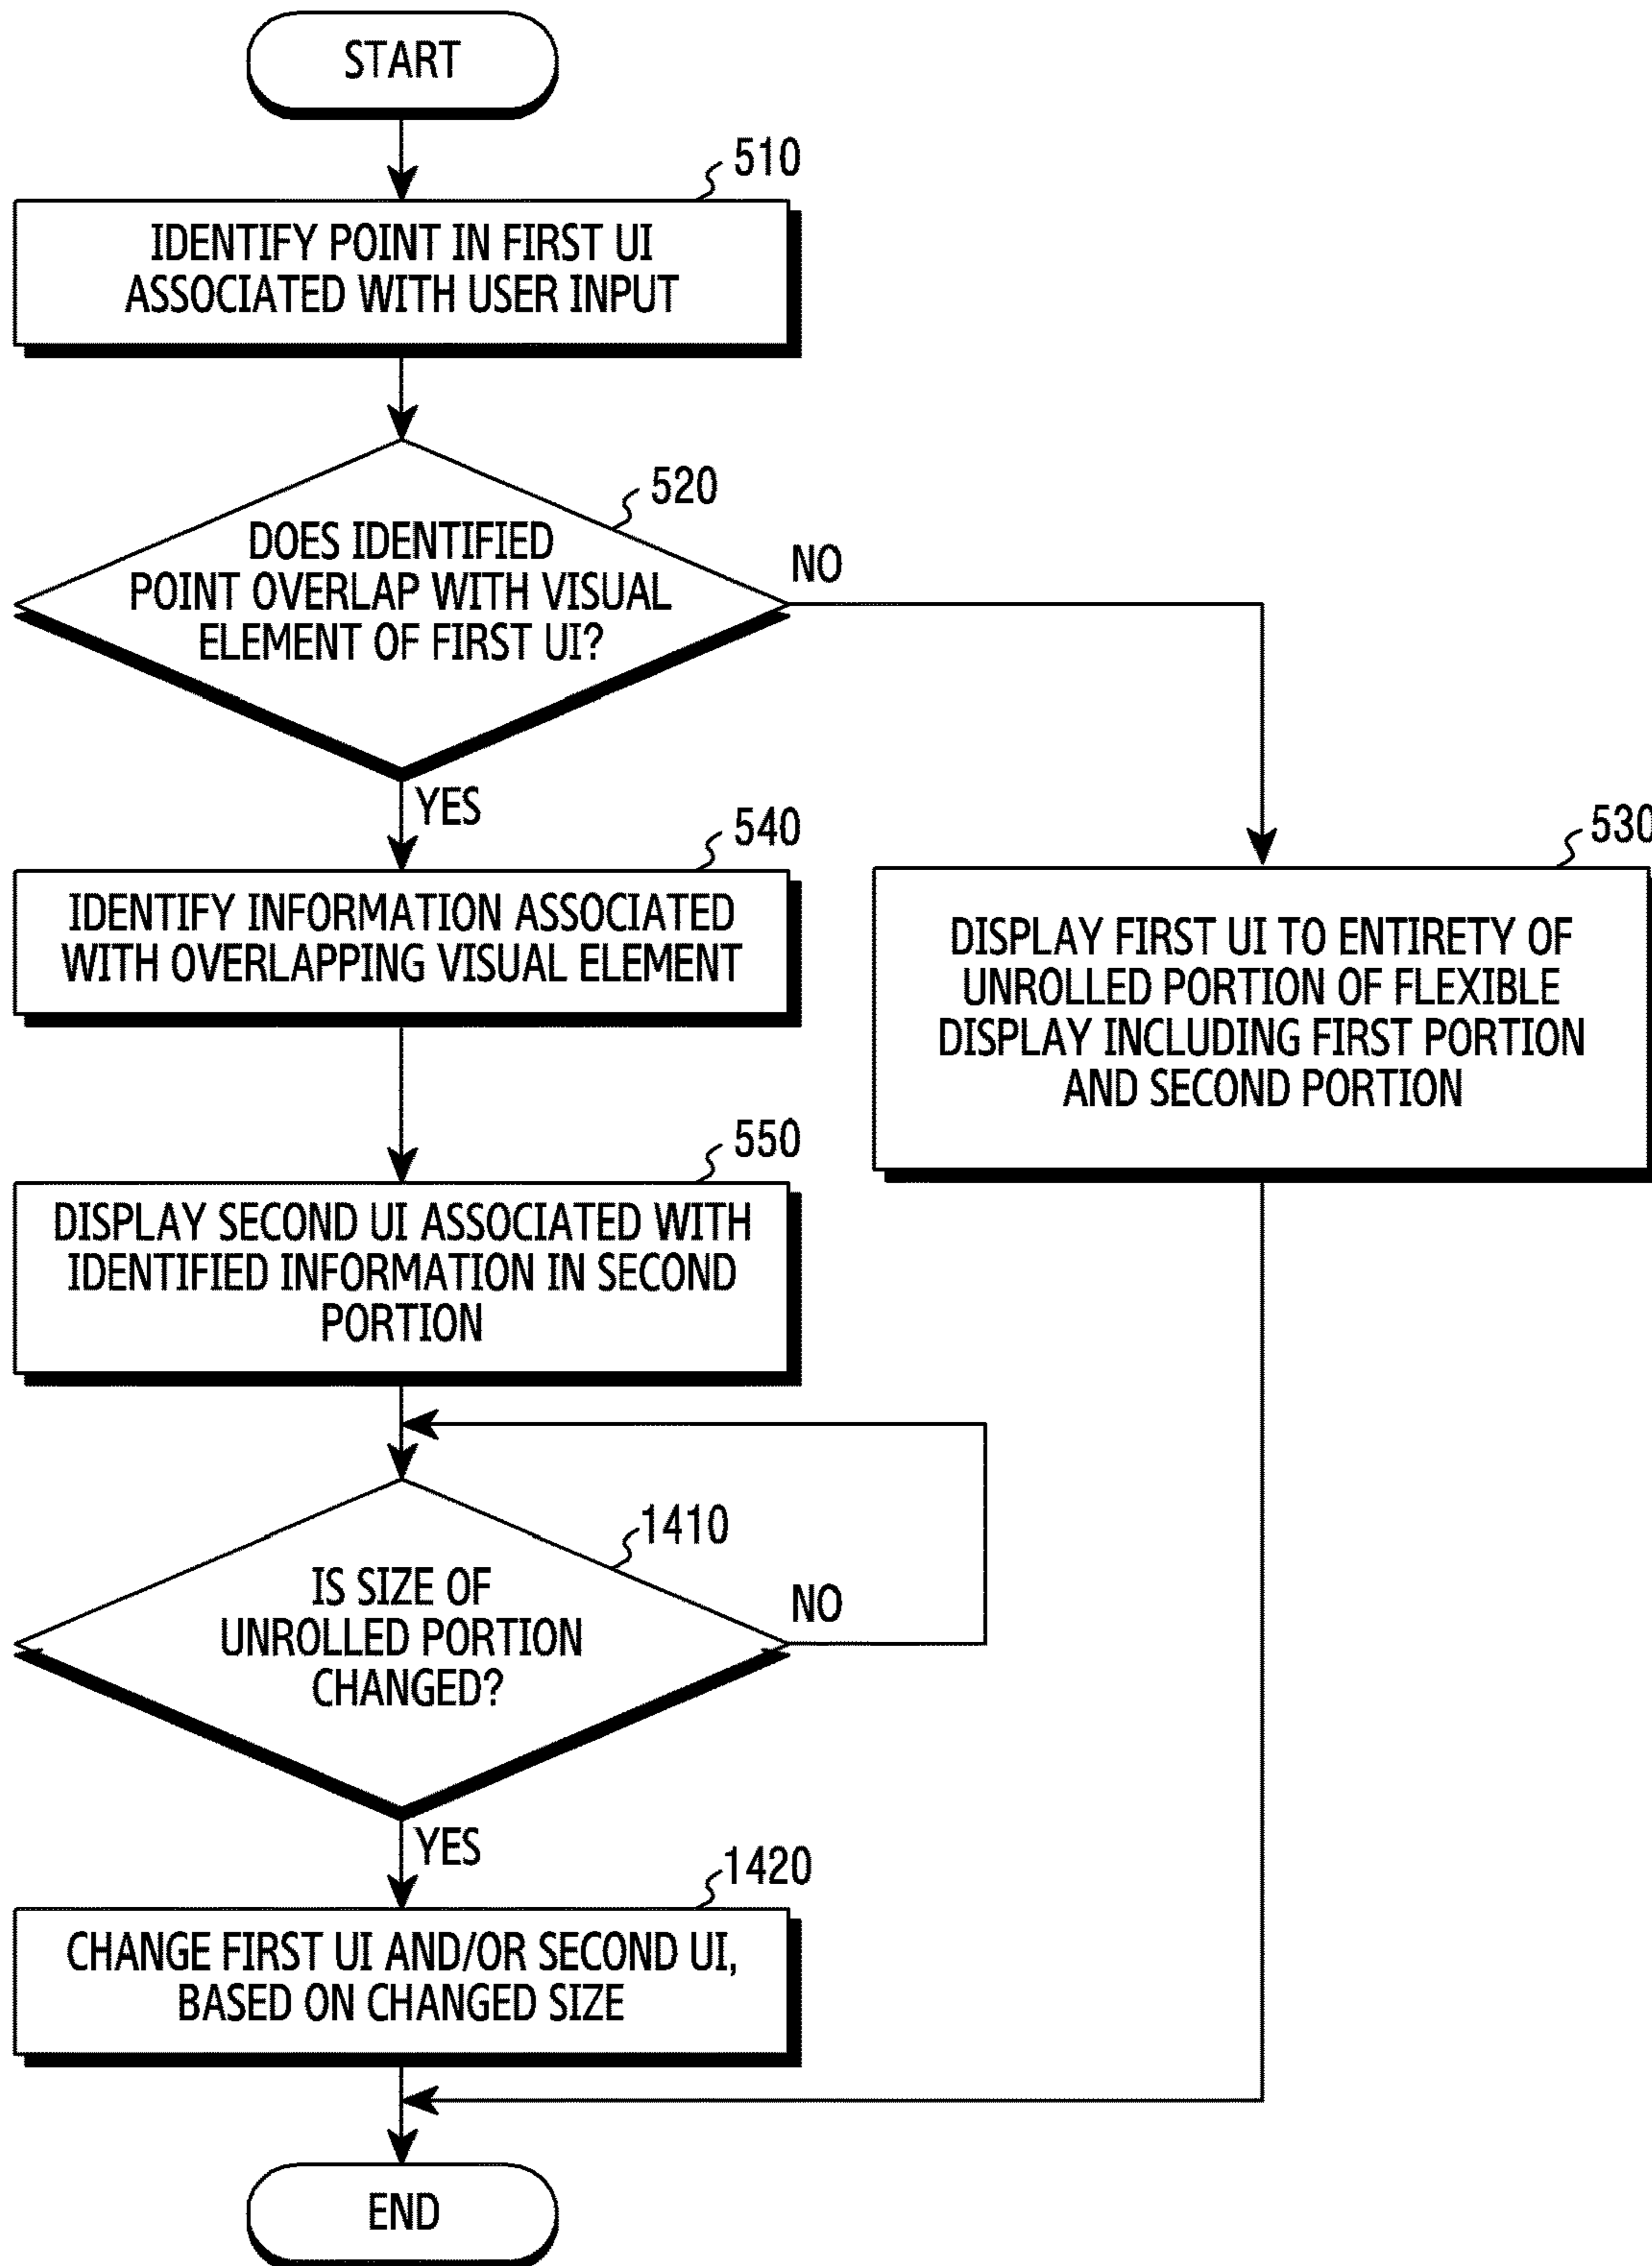 START
510
IDENTIFY POINT IN FIRST UI
ASSOCIATED WITH USER INPUT
520
DOES IDENTIFIED
POINT OVERLAP WITH VISUAL
ELEMENT OF FIRST UI?
NO
YES
540
IDENTIFY INFORMATION ASSOCIATED
WITH OVERLAPPING VISUAL ELEMENT
530
DISPLAY FIRST UI TO ENTIRETY OF
UNROLLED PORTION OF FLEXIBLE
DISPLAY INCLUDING FIRST PORTION
AND SECOND PORTION
550
DISPLAY SECOND UI ASSOCIATED WITH
IDENTIFIED INFORMATION IN SECOND
PORTION
1410
IS SIZE OF
UNROLLED PORTION
CHANGED?
NO
YES
1420
CHANGE FIRST UI AND/OR SECOND UI,
BASED ON CHANGED SIZE
END